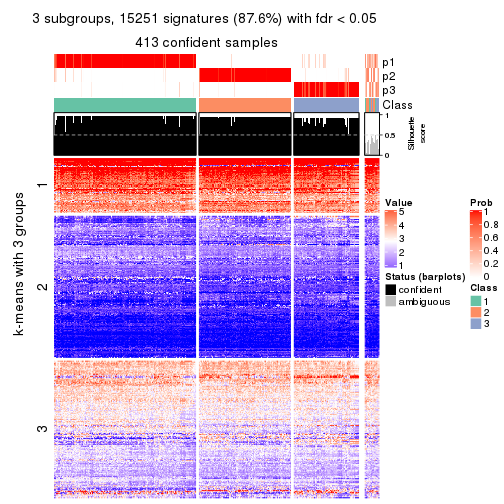 3 subgroups, 15251 signatures (87.6%) with fdr < 0.05
413 confident samples
p1
p2
p3
Class
1
0.5
0
Silhouette
score
k-means with 3 groups
1
2
3
Value
5
4
3
2
1
Status (barplots)
confident
ambiguous
Prob
1
0.8
0.6
0.4
0.2
0
Class
1
2
3